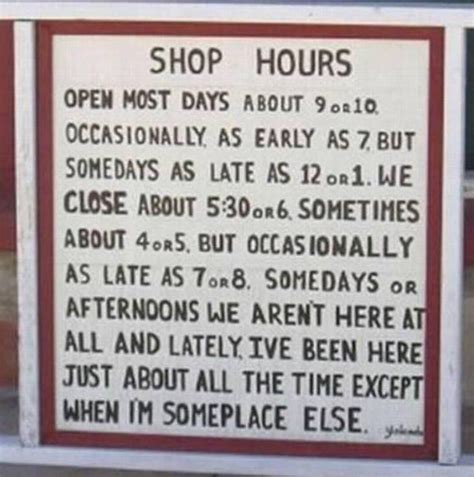 SHOP HOURS
OPEN MOST DAYS ABOUT 9 OR 10.
OCCASIONALLY, AS EARLY AS 7, BUT
SOMEDAYS AS LATE AS 12 OR 1. WE
CLOSE ABOUT 5:30 OR 6. SOMETIMES
ABOUT 4 OR 5, BUT OCCASIONALLY
AS LATE AS 7 OR 8. SOMEDAYS OR
AFTERNOONS WE AREN'T HERE AT
ALL AND LATELY, I'VE BEEN HERE
JUST ABOUT ALL THE TIME EXCEPT
WHEN I'M SOMEPLACE ELSE.